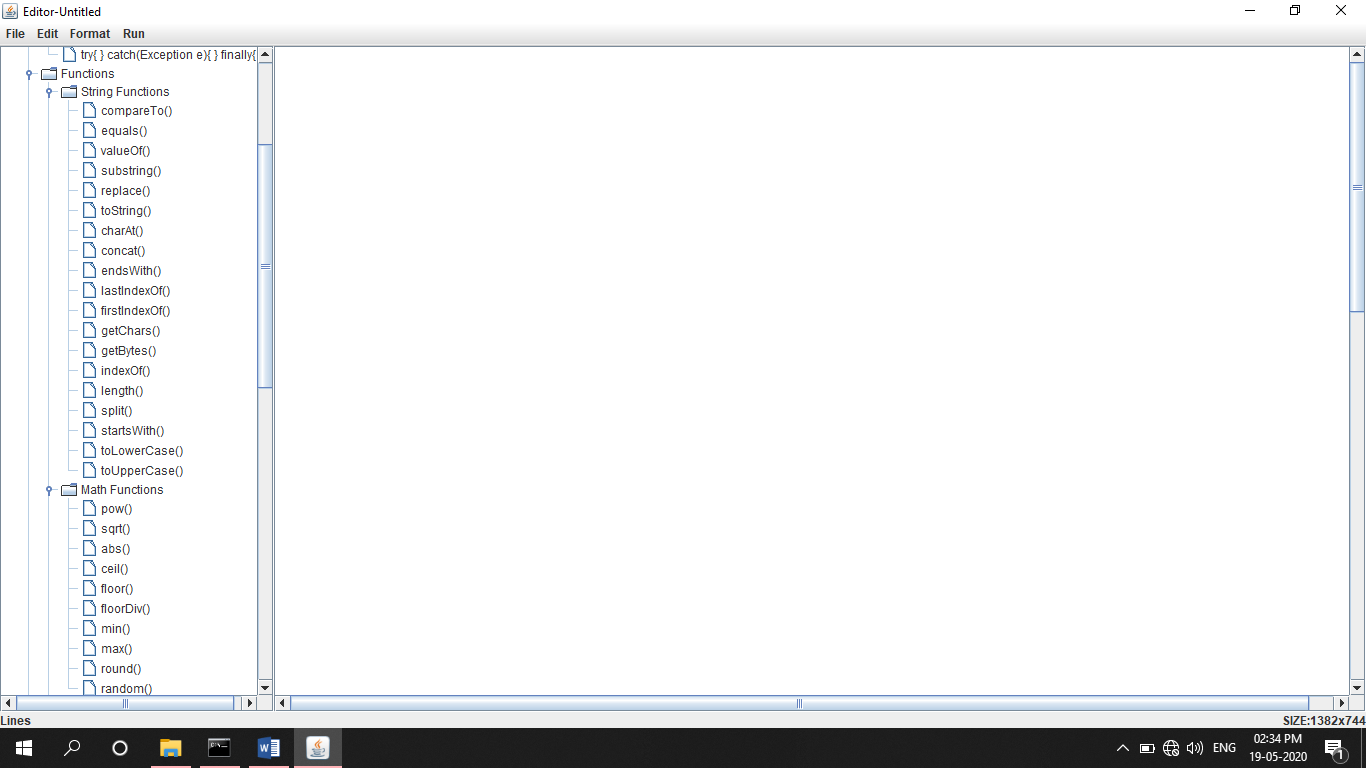 Editor-Untitled
File Edit Format Run
try{ } catch(Exception e){ } finally{
Functions
String Functions
compareTo()
equals()
valueOf()
substring()
replace()
toString()
charAt()
concat()
endsWith()
lastIndexOf()
firstIndexOf()
getChars()
getBytes()
indexOf()
length()
split()
startsWith()
toLowerCase()
toUpperCase()
Math Functions
pow()
sqrt()
abs()
ceil()
floor()
floorDiv()
min()
max()
round()
random()
Lines SIZE:1382x744
ENG
02:34 PM
19-05-2020
1